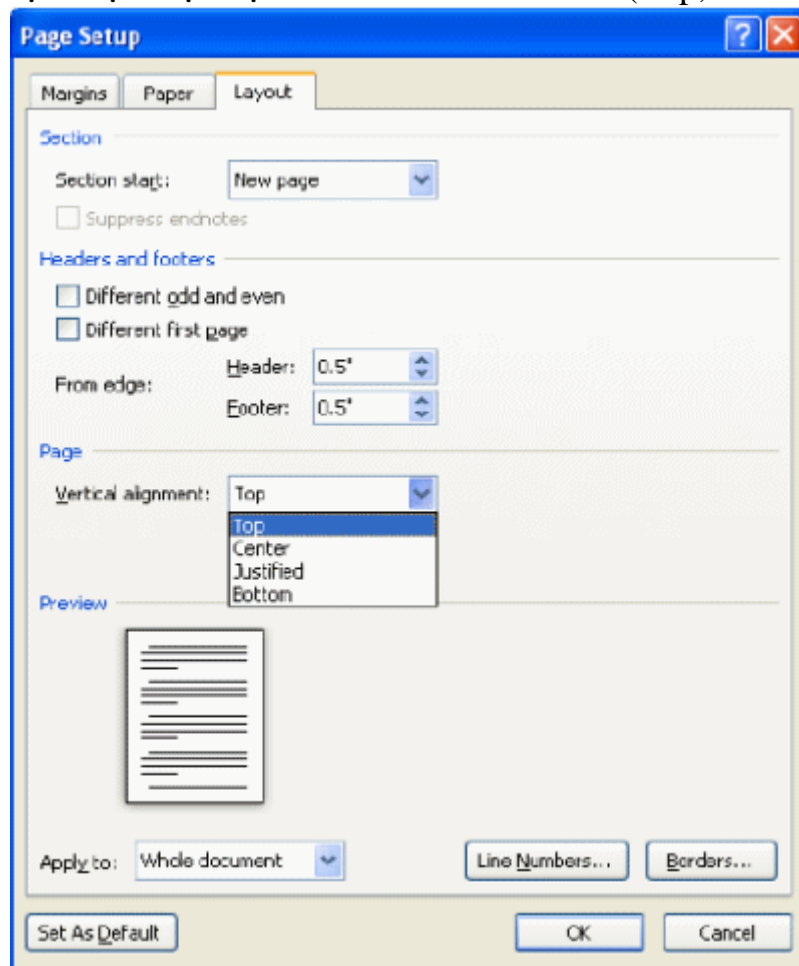 Page Setup
Margins Paper Layout
Section
Section start: New page
Suppress endnotes
Headers and footers
Different odd and even
Different first page
From edge:
Header: 0.5"
Footer: 0.5"
Page
Vertical alignment: Top
Top
Center
Justified
Bottom
Preview
Apply to: Whole document Line Numbers... Borders...
Set As Default OK Cancel